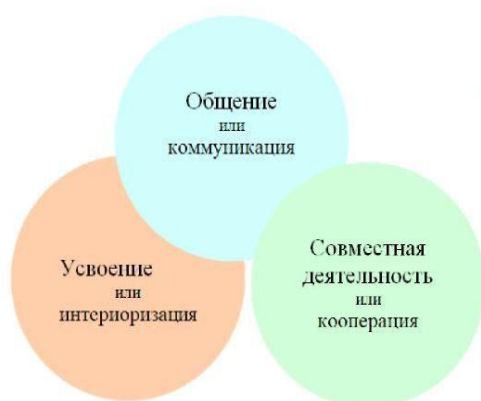 Общение
или
коммуникация
Усвоение
или
интериоризация
Совместная
деятельность
или
кооперация